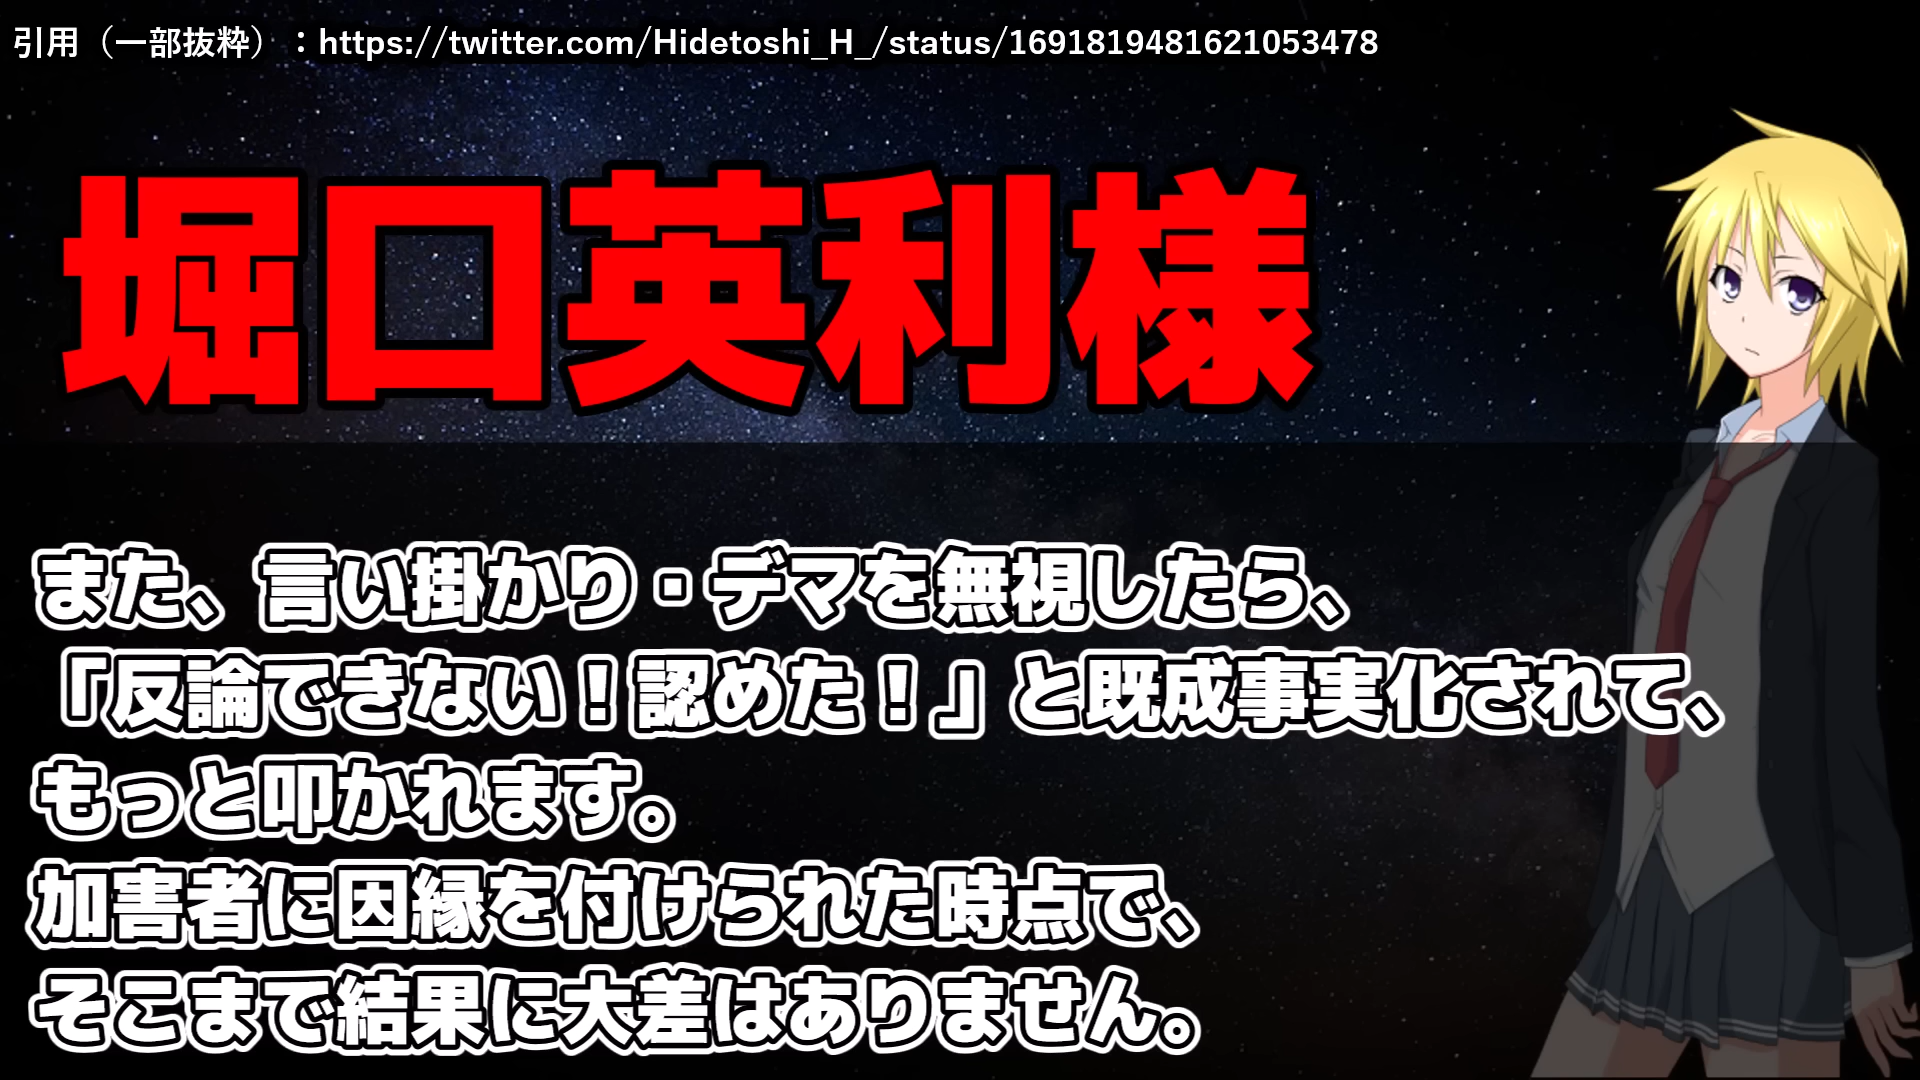 引用（一部抜粋）：https://twitter.com/Hidetoshi_H_/status/1691819481621053478
堀口英利様
また、言い掛かり・デマを無視したら、
「反論できない！認めた！」と既成事実化されて、
もっと叩かれます。
加害者に因縁を付けられた時点で、
そこまで結果に大差はありません。